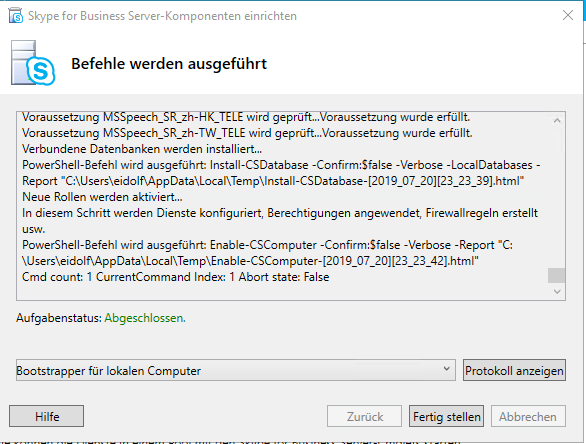 Skype for Business Server-Komponenten einrichten
Befehle werden ausgeführt
Voraussetzung MSSpeech_SR_zh-HK_TELE wird geprüft...Voraussetzung wurde erfüllt.
Voraussetzung MSSpeech_SR_zh-TW_TELE wird geprüft...Voraussetzung wurde erfüllt.
Verbundene Datenbanken werden installiert...
PowerShell-Befehl wird ausgeführt: Install-CSDatabase -Confirm:$false -Verbose -LocalDatabases -
Report "C:\Users\eidolf\AppData\Local\Temp\Install-CSDatabase-[2019_07_20][23_23_39].html"
Neue Rollen werden aktiviert...
In diesem Schritt werden Dienste konfiguriert, Berechtigungen angewendet, Firewallregeln erstellt
usw.
PowerShell-Befehl wird ausgeführt: Enable-CSComputer -Confirm:$false -Verbose -Report "C:
\Users\eidolf\AppData\Local\Temp\Enable-CSComputer-[2019_07_20][23_23_42].html"
Cmd count: 1 CurrentCommand Index: 1 Abort state: False
Aufgabenstatus: Abgeschlossen.
Bootstrapper für lokalen Computer
Protokoll anzeigen
Hilfe
Zurück
Fertig stellen
Abbrechen